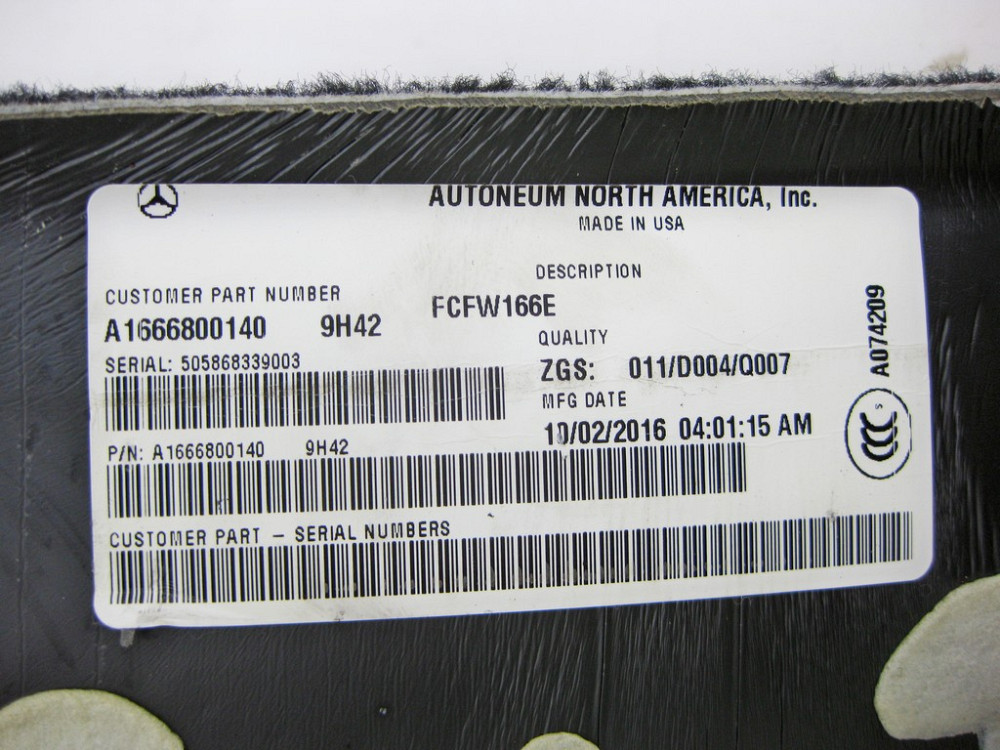 AUTONEUM NORTH AMERICA, Inc.
MADE IN USA
DESCRIPTION
FCFW166E
CUSTOMER PART NUMBER
A1666800140 9H42
SERIAL: 505868339003
QUALITY
ZGS: 011/D004/Q007
MFG DATE
10/02/2016 04:01:15 AM
P/N: A1666800140 9H42
CUSTOMER PART – SERIAL NUMBERS
A074209
CCC S